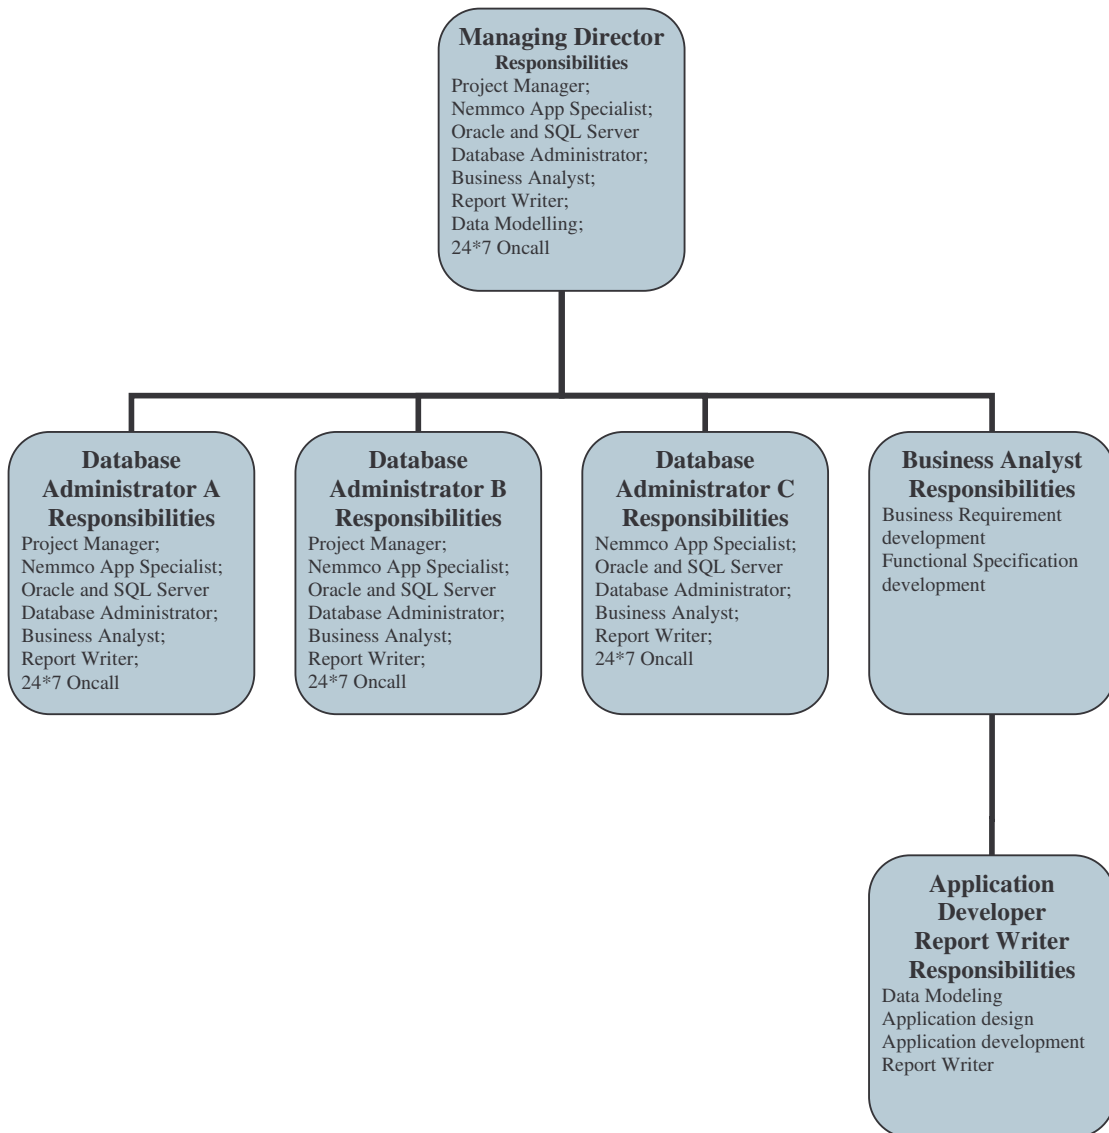 Managing Director
Responsibilities
Project Manager;
Nemmco App Specialist;
Oracle and SQL Server
Database Administrator;
Business Analyst;
Report Writer;
Data Modelling;
24*7 Oncall
Database
Administrator A
Responsibilities
Project Manager;
Nemmco App Specialist;
Oracle and SQL Server
Database Administrator;
Business Analyst;
Report Writer;
24*7 Oncall
Database
Administrator B
Responsibilities
Project Manager;
Nemmco App Specialist;
Oracle and SQL Server
Database Administrator;
Business Analyst;
Report Writer;
24*7 Oncall
Database
Administrator C
Responsibilities
Nemmco App Specialist;
Oracle and SQL Server
Database Administrator;
Business Analyst;
Report Writer;
24*7 Oncall
Business Analyst
Responsibilities
Business Requirement
development
Functional Specification
development
Application
Developer
Report Writer
Responsibilities
Data Modeling
Application design
Application development
Report Writer